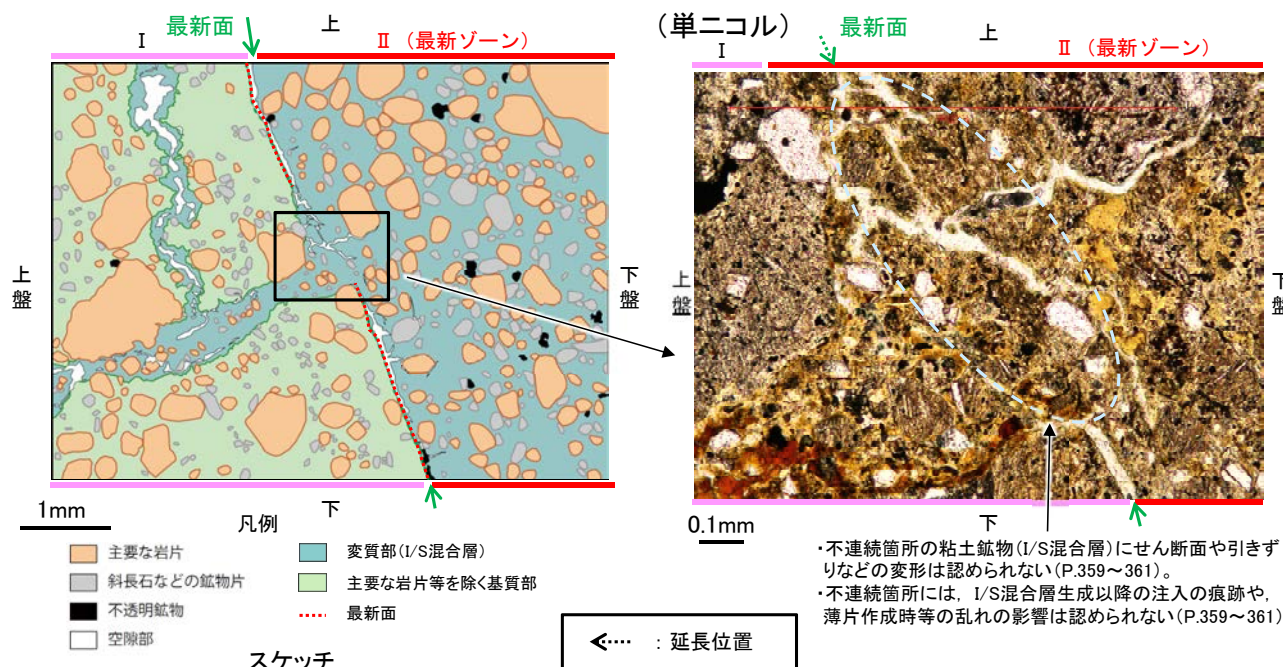 最新面
上
I
II (最新ゾーン)
上盤
下盤
下
1mm
凡例
主要な岩片
斜長石などの鉱物片
不透明鉱物
空隙部
変質部(I/S混合層)
主要な岩片等を除く基質部
最新面
スケッチ
(単ニコル)
最新面
上
I
II (最新ゾーン)
上盤
下盤
下
0.1mm
・不連続箇所の粘土鉱物(I/S混合層)にせん断面や引きず
りなどの変形は認められない(P.359～361)。
・不連続箇所には, I/S混合層生成以降の注入の痕跡や,
薄片作成時等の乱れの影響は認められない(P.359～361)
: 延長位置